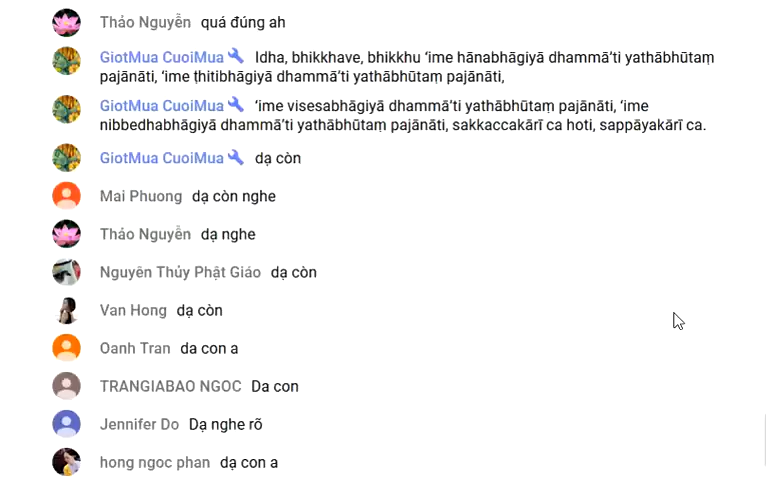 Thảo Nguyễn quá đúng ah
GiotMua CuoiMua Idha, bhikkhave, bhikkhu ‘ime hānabhāgiyā dhammā’ti yathābhūtaṃ
pajānāti, ‘ime ṭhitibhāgiyā dhammā’ti yathābhūtaṃ pajānāti,
GiotMua CuoiMua ‘ime visesabhāgiyā dhammā’ti yathābhūtaṃ pajānāti, ‘ime
nibbedhabhāgiyā dhammā’ti yathābhūtaṃ pajānāti, sakkaccakārī ca hoti, sappāyakārī ca.
GiotMua CuoiMua dạ còn
Mai Phuong dạ còn nghe
Thảo Nguyễn dạ nghe
Nguyên Thủy Phật Giáo dạ còn
Van Hong dạ còn
Oanh Tran da con a
TRANGIABAO NGOC Da con
Jennifer Do Dạ nghe rõ
hong ngoc phan dạ con a